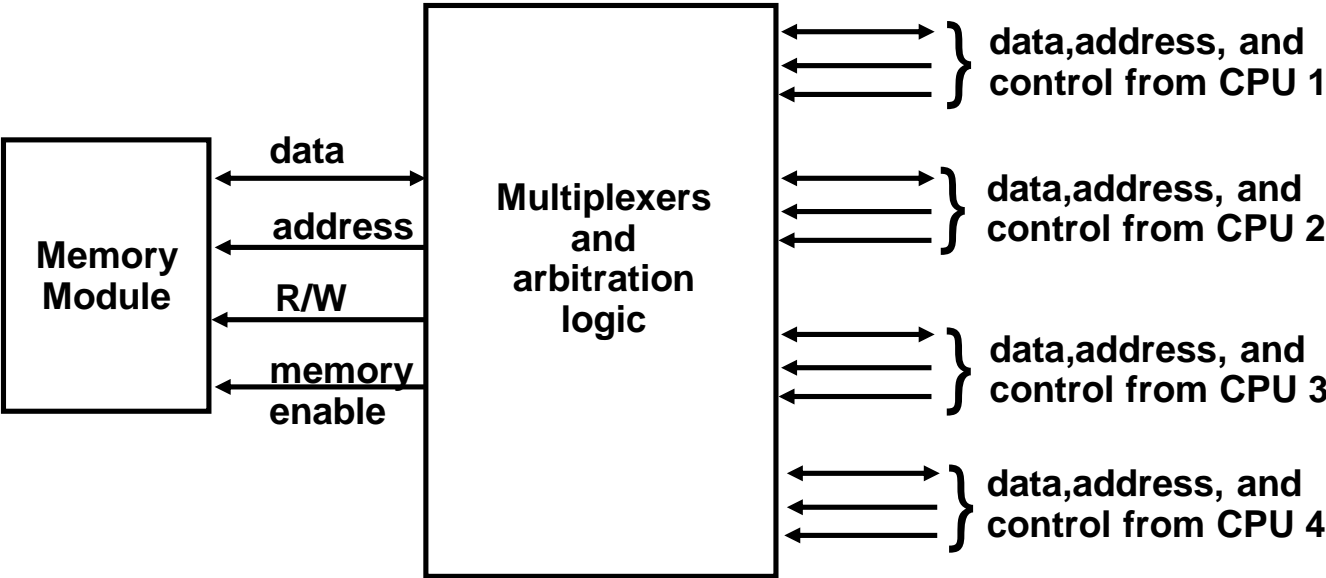 Memory
Module
data
address
R/W
memory
enable
Multiplexers
and
arbitration
logic
data,address, and
control from CPU 1
data,address, and
control from CPU 2
data,address, and
control from CPU 3
data,address, and
control from CPU 4